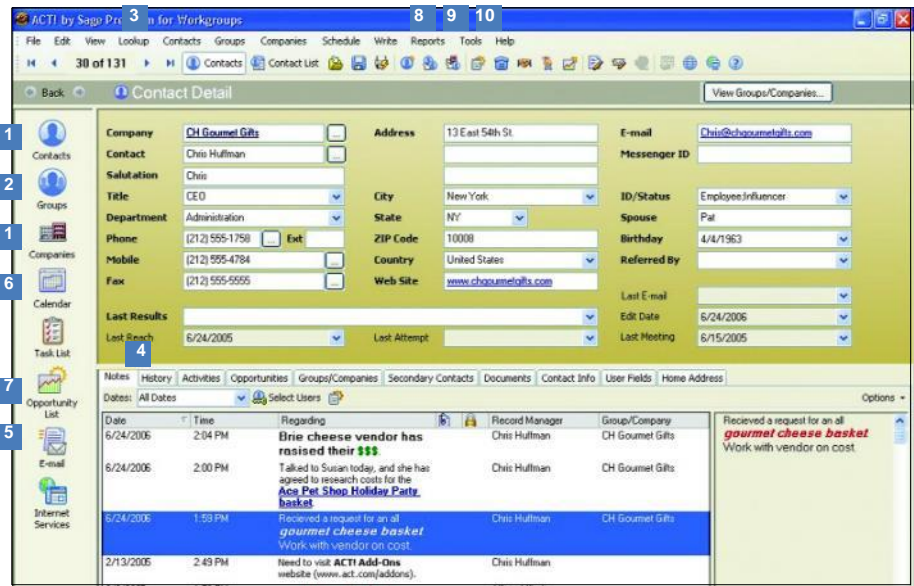 3 8 9 10
ACT! by Sage Pre m for Workgroups
File Edit View Lookup Contacts Groups Companies Schedule Write Reports Tools Help
30 of 131 Contacts Contact List
Back Contact Detail View Groups/Companies...
1 Contacts
2 Groups
1 Companies
6 Calendar
Task List
7 Opportunity
List
5 E-mail
Internet
Services
Company CH Gourmet Gifts ... Address 13 East 54th St. E-mail Chris@chgourmetgifts.com
Contact Chris Huffman ... Messenger ID
Salutation Chris
Title CEO City New York ID/Status Employee;Influencer
Department Administration State NY Spouse Pat
Phone (212) 555-1758 ... Ext ZIP Code 10008 Birthday 4/4/1963
Mobile (212) 555-4784 ... Country United States Referred By
Fax (212) 555-5555 ... Web Site www.chgourmetgifts.com
Last E-mail
Last Results Edit Date 6/24/2006
Last Reach 6/24/2005 Last Attempt Last Meeting 6/15/2005
4
Notes History Activities Opportunities Groups/Companies Secondary Contacts Documents Contact Info User Fields Home Address
Dates: All Dates Select Users Options
Date Time Regarding Record Manager Group/Company
6/24/2006 2:04 PM Brie cheese vendor has Chris Huffman CH Gourmet Gifts
rasised their $$$.
6/24/2006 2:00 PM Talked to Susan today, and she has Chris Huffman CH Gourmet Gifts
agreed to research costs for the
Ace Pet Shop Holiday Party
basket.
6/24/2006 1:59 PM Recieved a request for an all Chris Huffman CH Gourmet Gifts
gourmet cheese basket
Work with vendor on cost.
2/13/2005 2:49 PM Need to visit ACT! Add-Ons Chris Huffman
website (www.act.com/addons).
Recieved a request for an all
gourmet cheese basket
Work with vendor on cost.